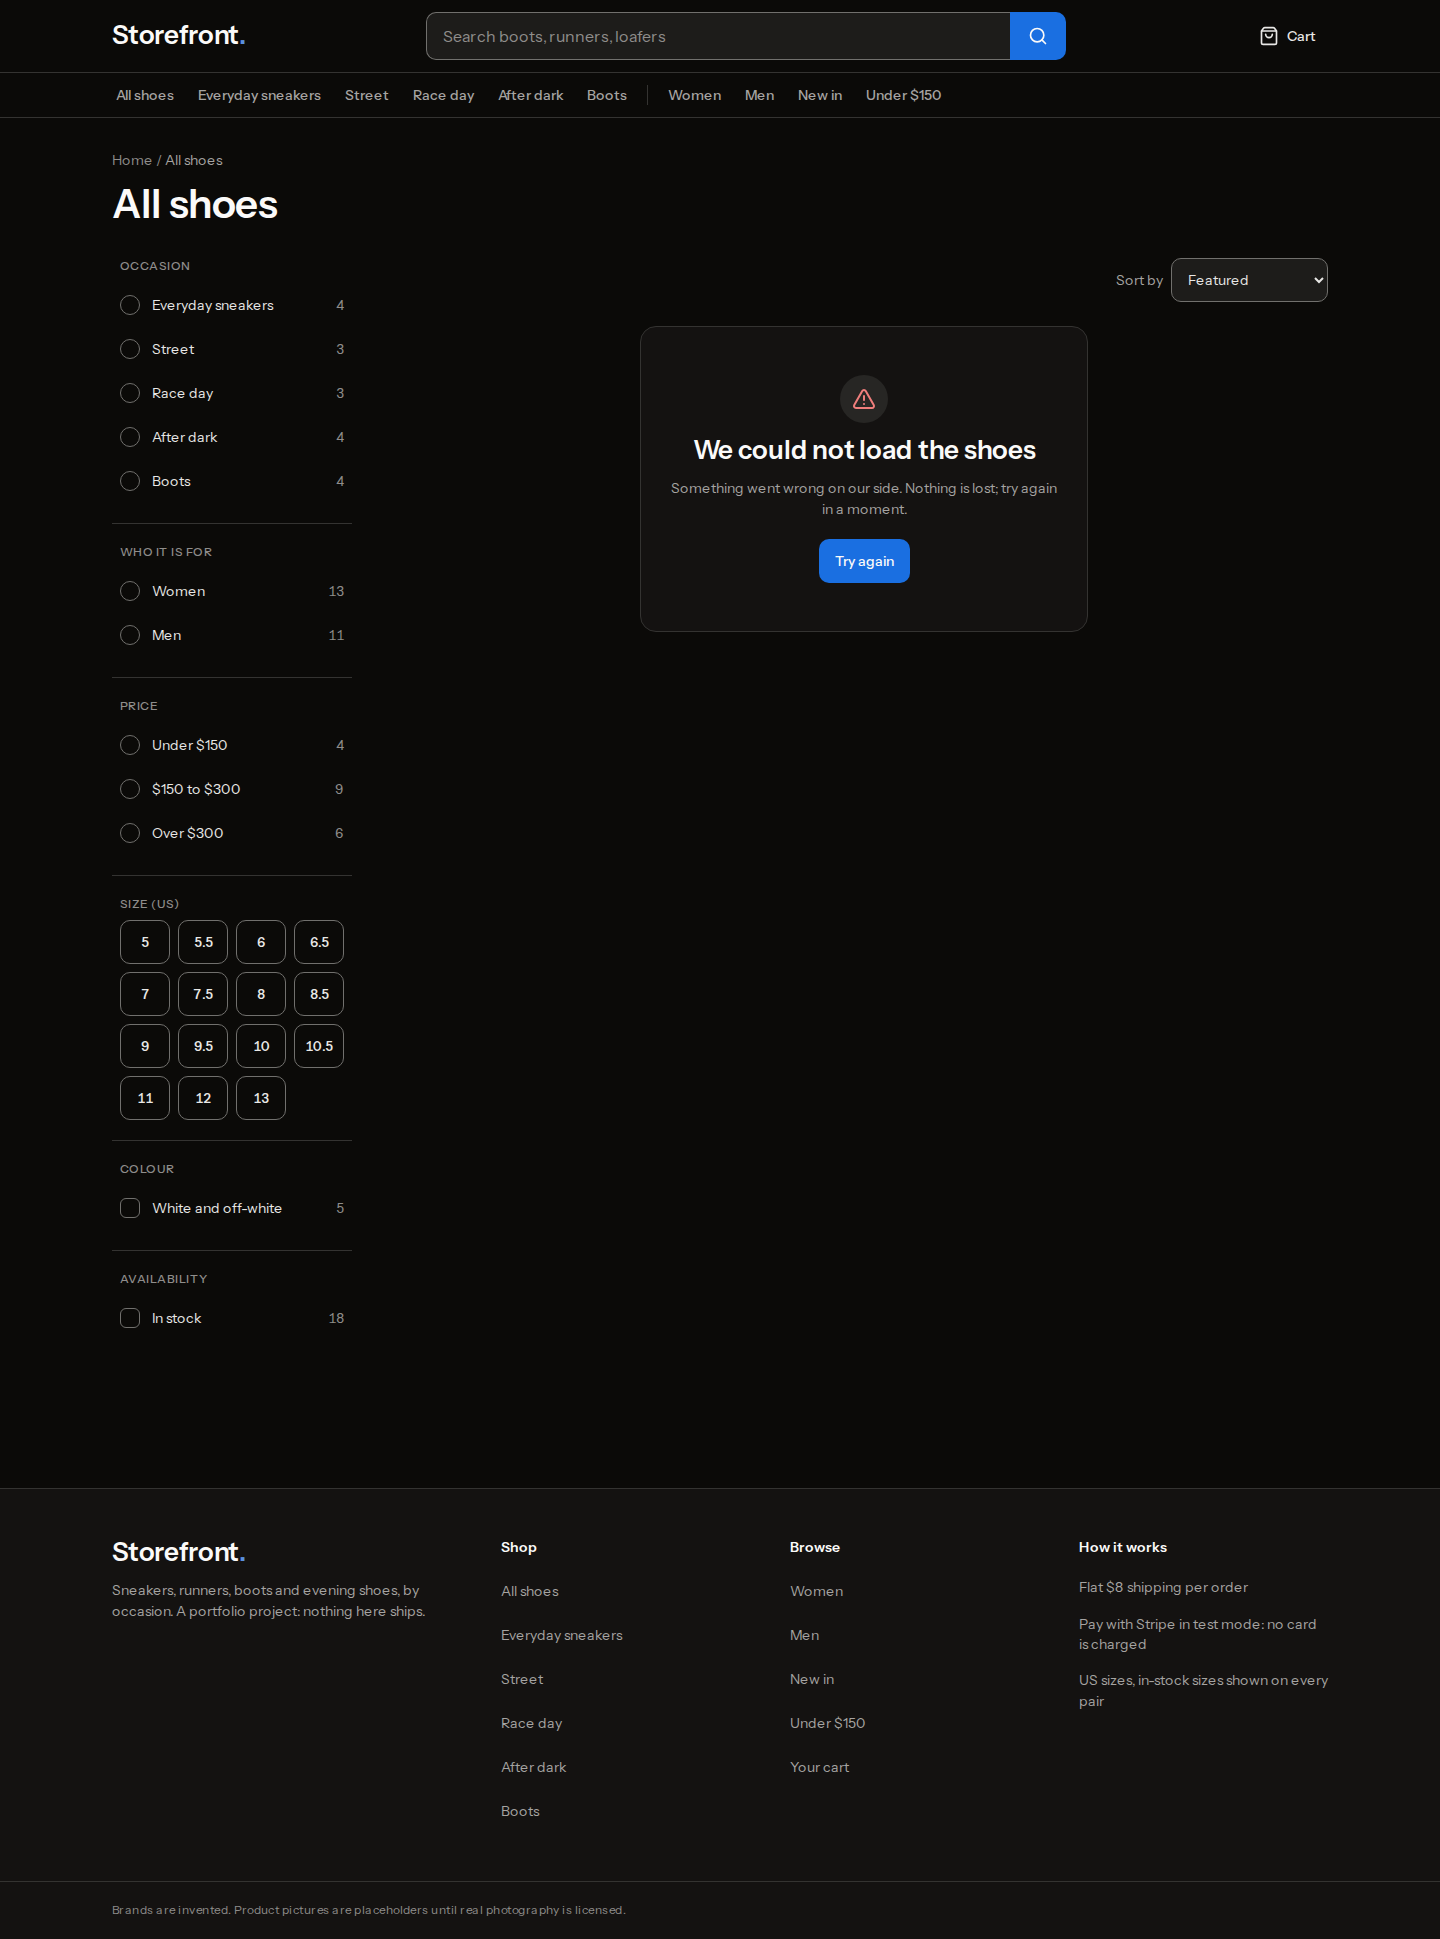 Storefront.
Search boots, runners, loafers
Cart
All shoes
Everyday sneakers
Street
Race day
After dark
Boots
Women
Men
New in
Under $150
Home / All shoes
All shoes
OCCASION
Everyday sneakers 4
Street 3
Race day 3
After dark 4
Boots 4
WHO IT IS FOR
Women 13
Men 11
PRICE
Under $150 4
$150 to $300 9
Over $300 6
SIZE (US)
5 5.5 6 6.5
7 7.5 8 8.5
9 9.5 10 10.5
11 12 13
COLOUR
White and off-white 5
AVAILABILITY
In stock 18
Sort by Featured
We could not load the shoes
Something went wrong on our side. Nothing is lost; try again
in a moment.
Try again
Storefront.
Sneakers, runners, boots and evening shoes, by
occasion. A portfolio project: nothing here ships.
Shop
All shoes
Everyday sneakers
Street
Race day
After dark
Boots
Browse
Women
Men
New in
Under $150
Your cart
How it works
Flat $8 shipping per order
Pay with Stripe in test mode: no card
is charged
US sizes, in-stock sizes shown on every
pair
Brands are invented. Product pictures are placeholders until real photography is licensed.